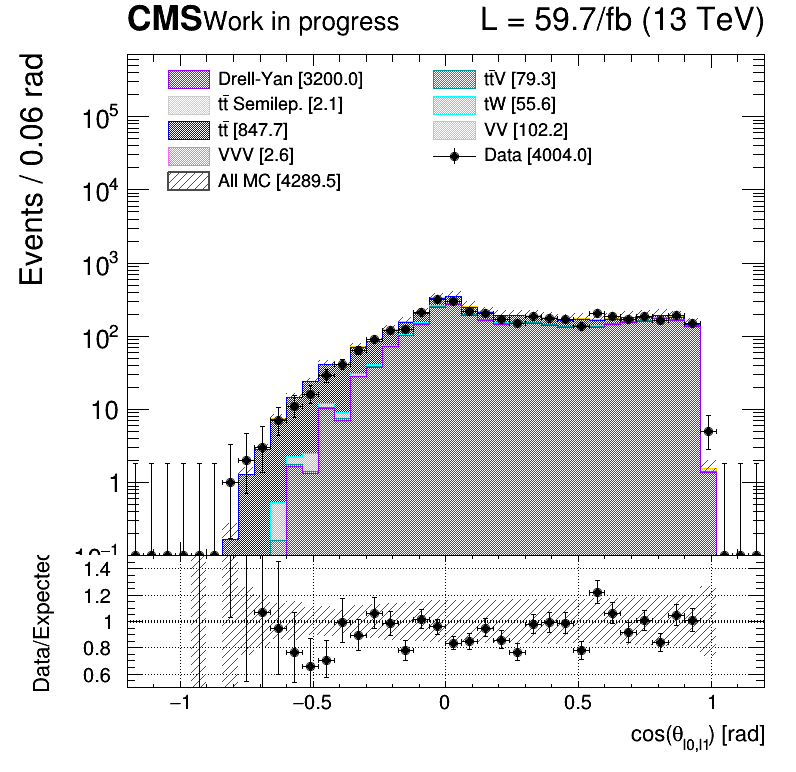 CMS Work in progress L = 59.7/fb (13 TeV)
Events / 0.06 rad
Drell-Yan [3200.0] tt̄V [79.3]
tt̄ Semilep. [2.1] tW [55.6]
tt̄ [847.7] VV [102.2]
VVV [2.6] Data [4004.0]
All MC [4289.5]
10⁵
10⁴
10³
10²
10
1
10⁻¹
Data/Expected
1.4
1.2
1
0.8
0.6
−1 −0.5 0 0.5 1
cos(θ_l0,l1) [rad]